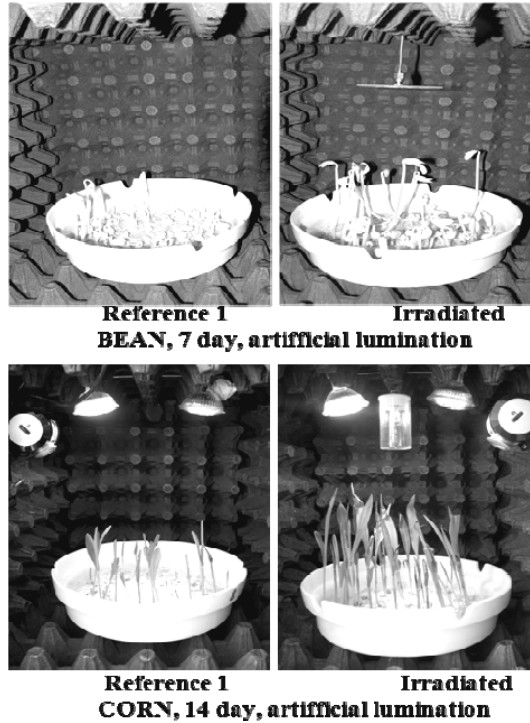 Reference 1 Irradiated
BEAN, 7 day, artifficial lumination
Reference 1 Irradiated
CORN, 14 day, artifficial lumination